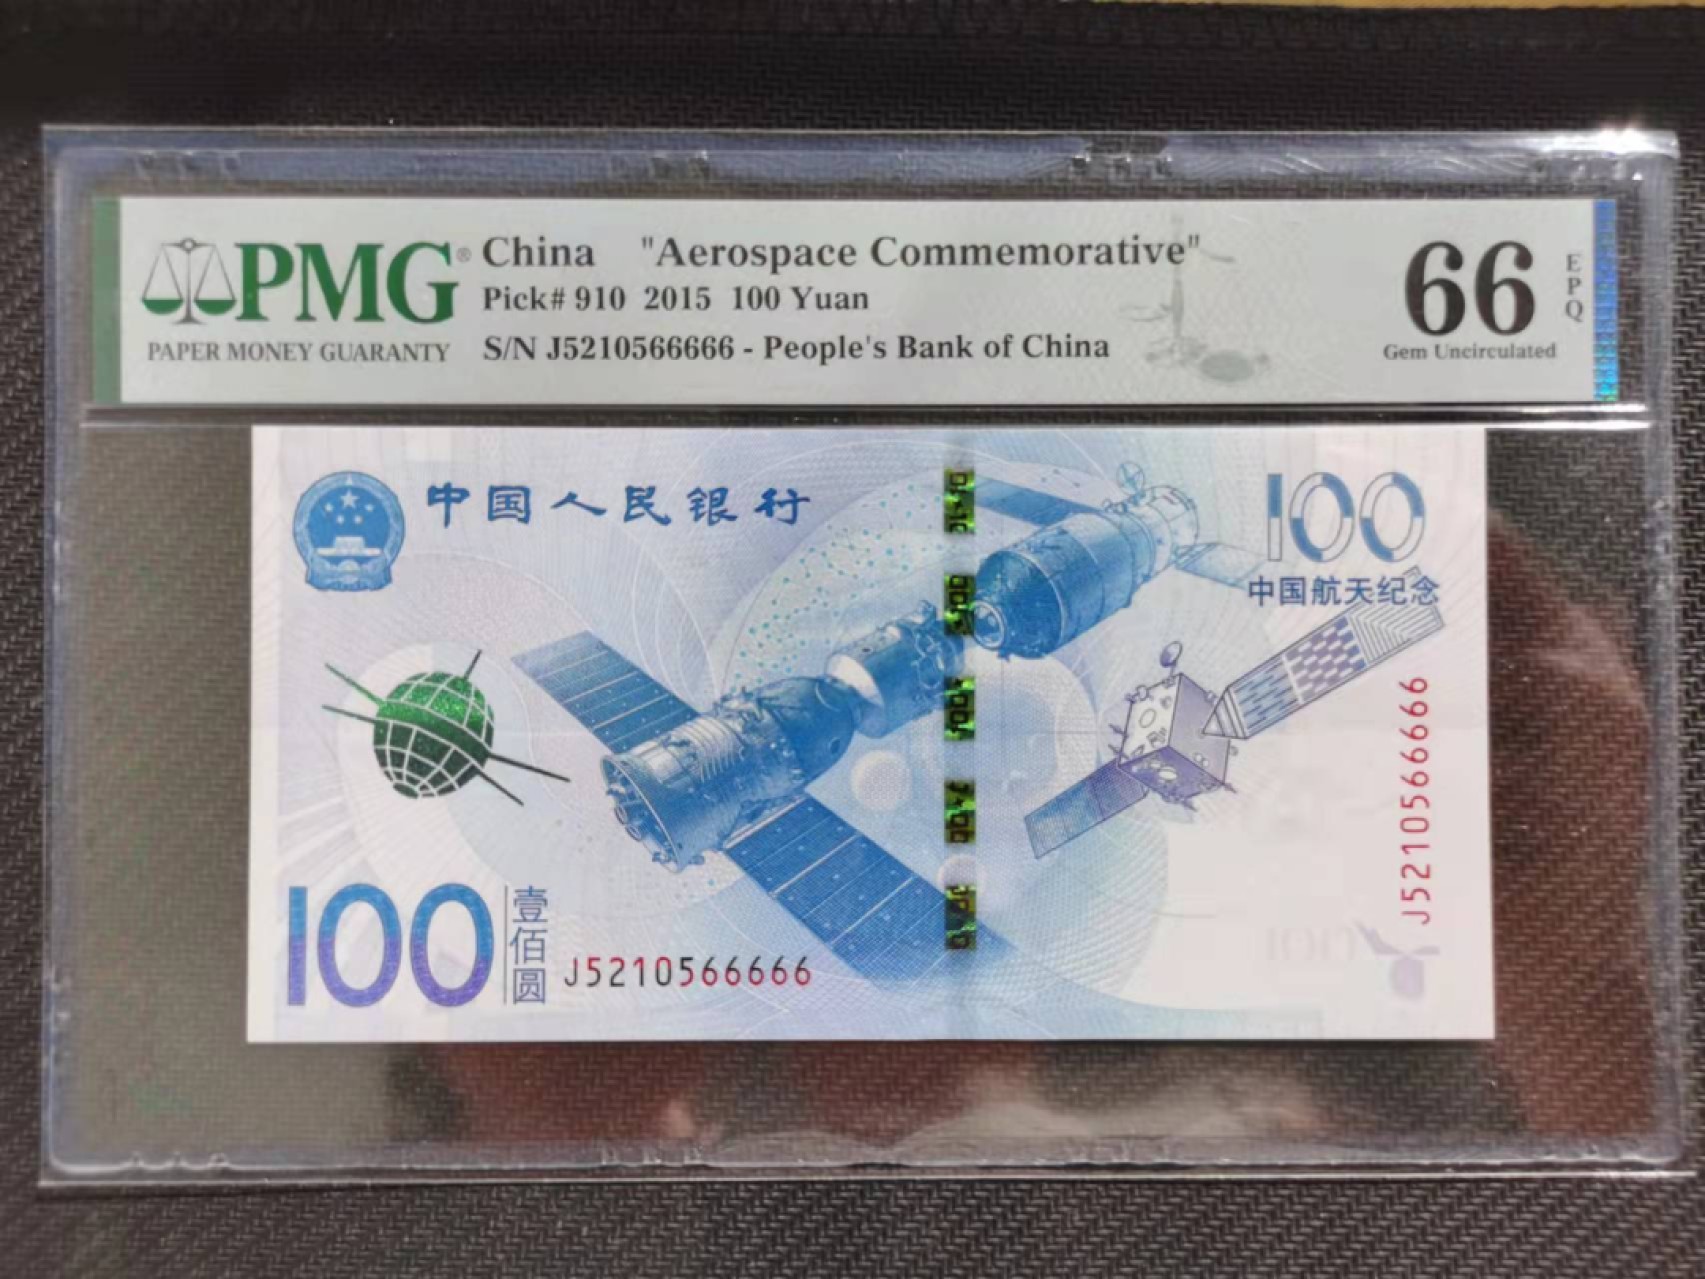 PMG®
PAPER MONEY GUARANTY
China "Aerospace Commemorative"
Pick# 910 2015 100 Yuan
S/N J5210566666 - People's Bank of China
66
EPQ
Gem Uncirculated
中国人民银行
100
中国航天纪念
J5210566666
100
壹佰圆
J5210566666